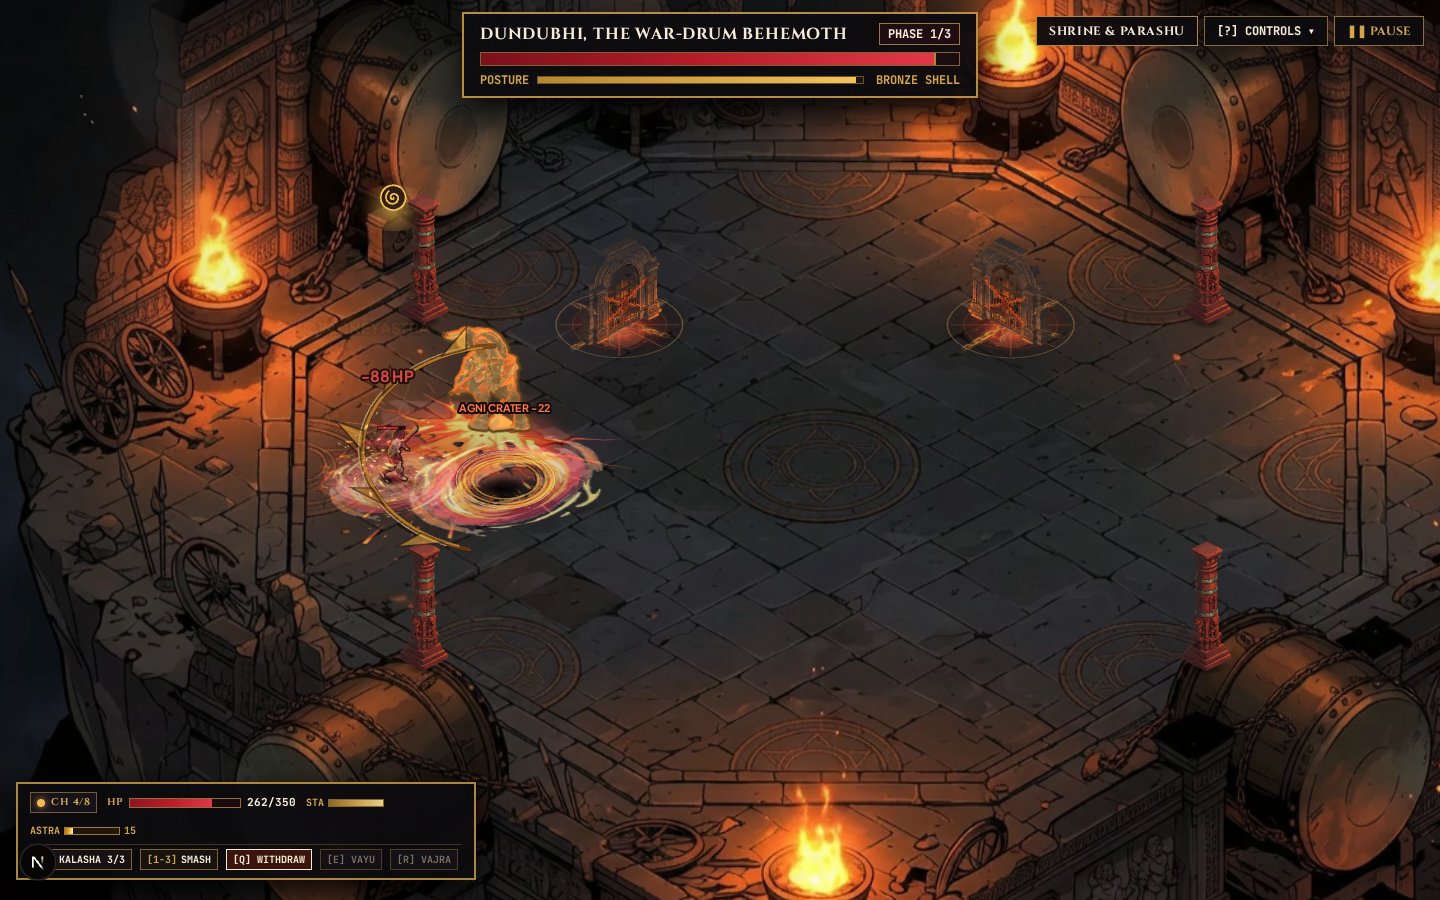 DUNDUBHI, THE WAR-DRUM BEHEMOTH
PHASE 1/3
POSTURE
BRONZE SHELL
SHRINE & PARASHU
[?] CONTROLS ▾
❚❚ PAUSE
-88 HP
AGNI CRATER -22
CH 4/8
HP
262/350
STA
ASTRA
15
N
KALASHA 3/3
[1-3] SMASH
[Q] WITHDRAW
[E] VAYU
[R] VAJRA